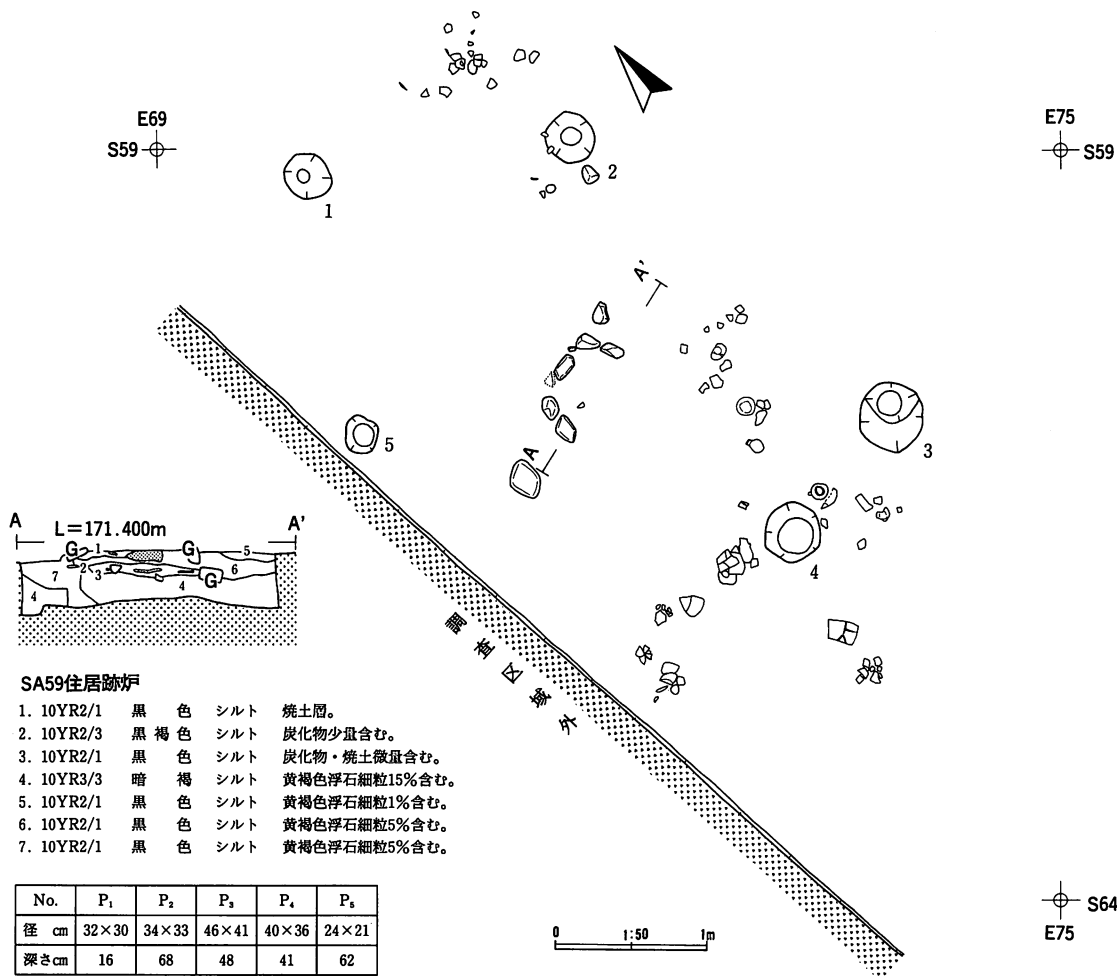 E69
S59
E75
S59
1
2
A'
A
3
4
5
A L=171.400m A'
G 1 G 5
7 2 3 4 G 6
4
調査区域外
SA59住居跡炉
1. 10YR2/1 黒色 シルト 焼土層。
2. 10YR2/3 黒褐色 シルト 炭化物少量含む。
3. 10YR2/1 黒色 シルト 炭化物・焼土微量含む。
4. 10YR3/3 暗褐 シルト 黄褐色浮石細粒15%含む。
5. 10YR2/1 黒色 シルト 黄褐色浮石細粒1%含む。
6. 10YR2/1 黒色 シルト 黄褐色浮石細粒5%含む。
7. 10YR2/1 黒色 シルト 黄褐色浮石細粒5%含む。
No. P₁ P₂ P₃ P₄ P₅
径 cm 32×30 34×33 46×41 40×36 24×21
深さcm 16 68 48 41 62
0 1:50 1m
S64
E75